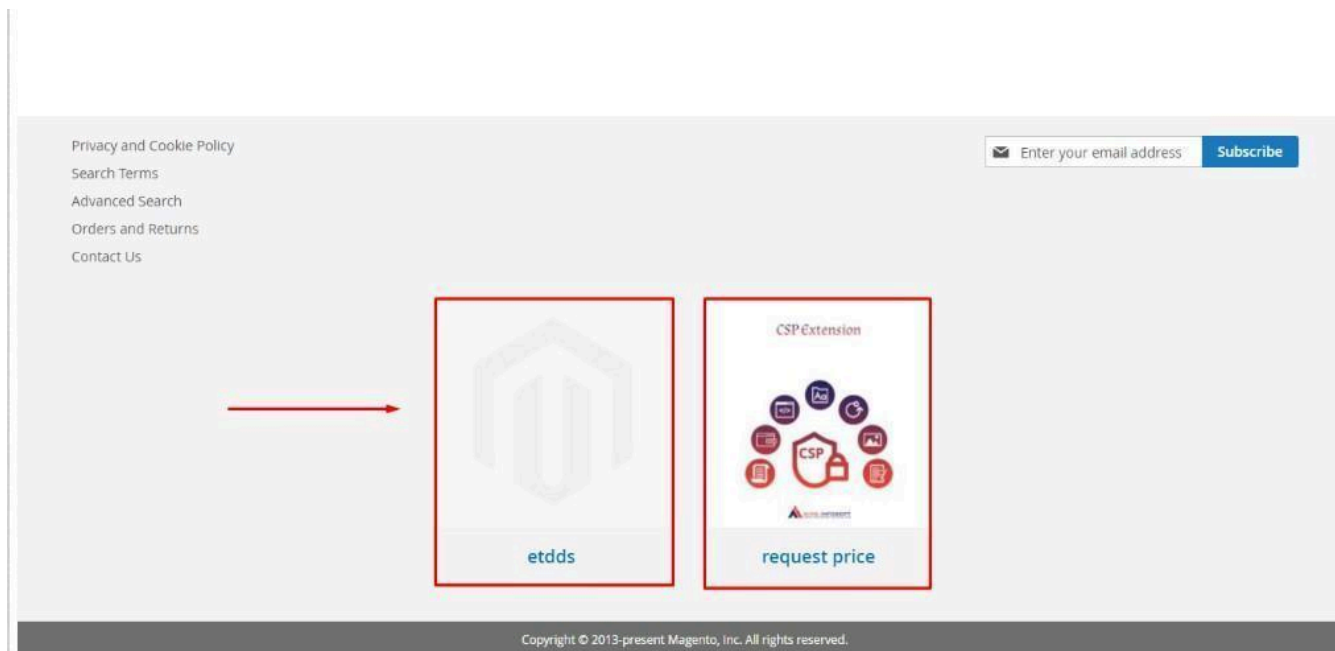 Privacy and Cookie Policy
Search Terms
Advanced Search
Orders and Returns
Contact Us
Enter your email address
Subscribe
CSP Extension
Aa
</>
CSP
etdds
request price
Copyright © 2013-present Magento, Inc. All rights reserved.